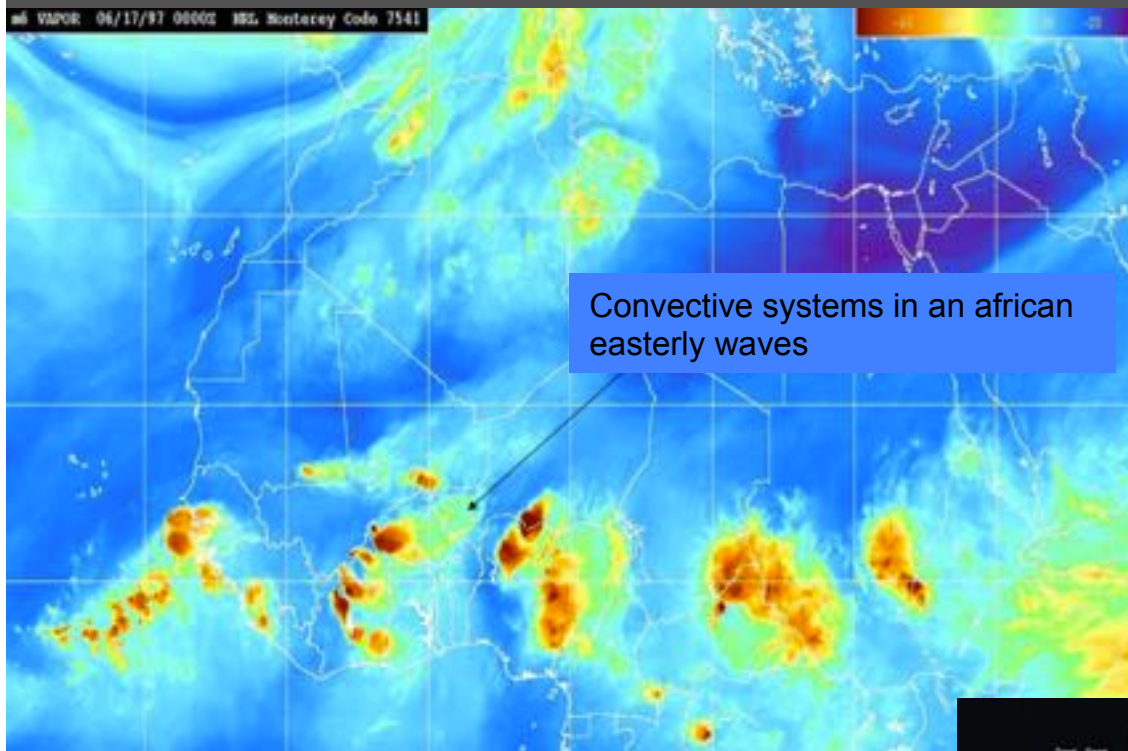 m6 VAPOR 06/17/97 0000Z NRL Monterey Code 7541
Convective systems in an african
easterly waves